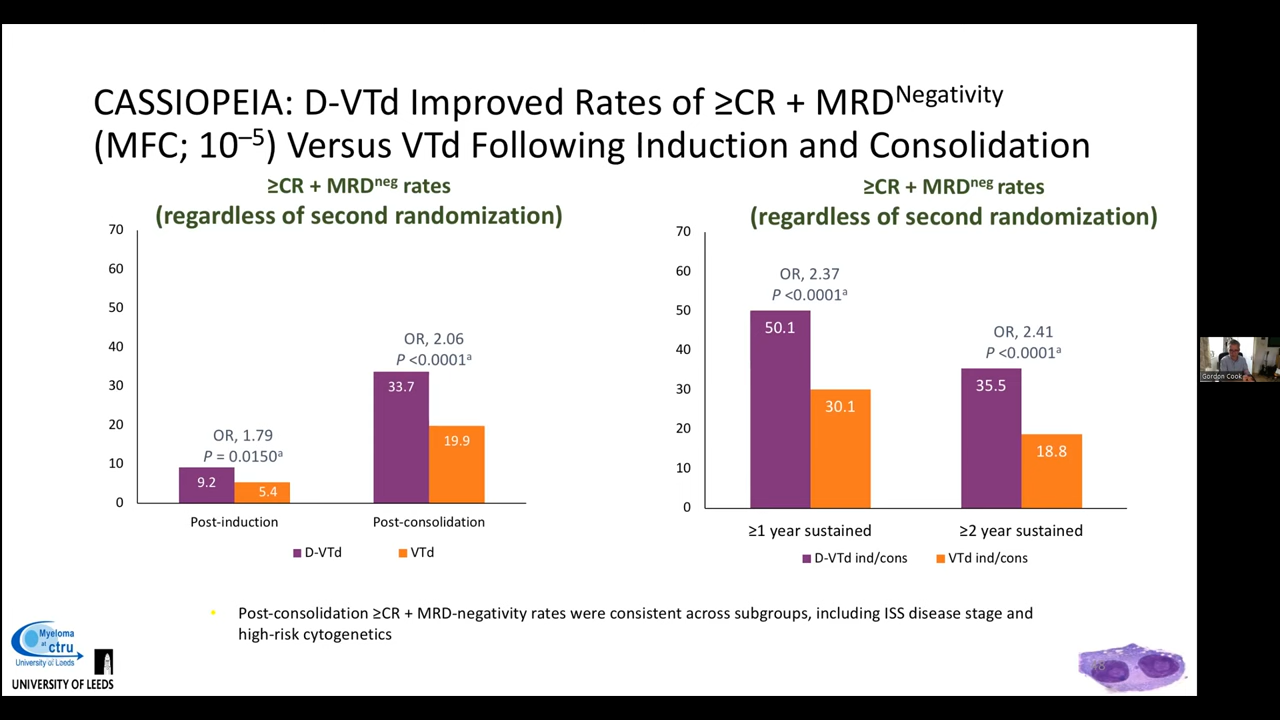 CASSIOPEIA: D-VTd Improved Rates of ≥CR + MRDNegativity
(MFC; 10–5) Versus VTd Following Induction and Consolidation
≥CR + MRDneg rates
(regardless of second randomization)
70
60
50
40
30
20
10
0
OR, 1.79
P = 0.0150a
9.2
5.4
OR, 2.06
P <0.0001a
33.7
19.9
Post-induction
Post-consolidation
D-VTd
VTd
≥CR + MRDneg rates
(regardless of second randomization)
70
60
50
40
30
20
10
0
OR, 2.37
P <0.0001a
50.1
30.1
OR, 2.41
P <0.0001a
35.5
18.8
≥1 year sustained
≥2 year sustained
D-VTd ind/cons
VTd ind/cons
Gordon Cook
• Post-consolidation ≥CR + MRD-negativity rates were consistent across subgroups, including ISS disease stage and
high-risk cytogenetics
Myeloma
at
ctru
University of Leeds
UNIVERSITY OF LEEDS